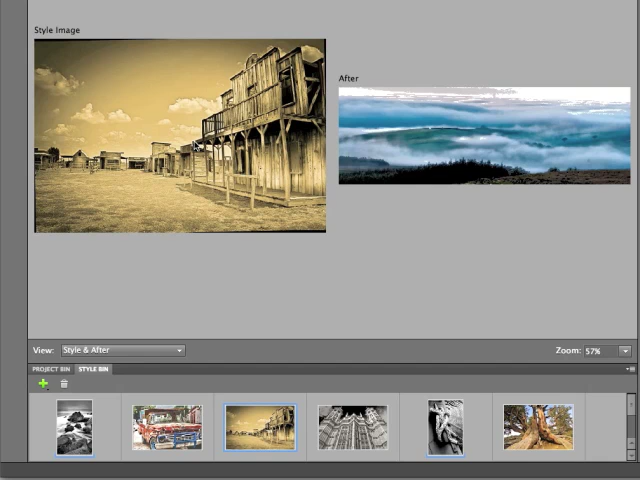 Style Image
After
View: Style & After
Zoom: 57%
PROJECT BIN STYLE BIN